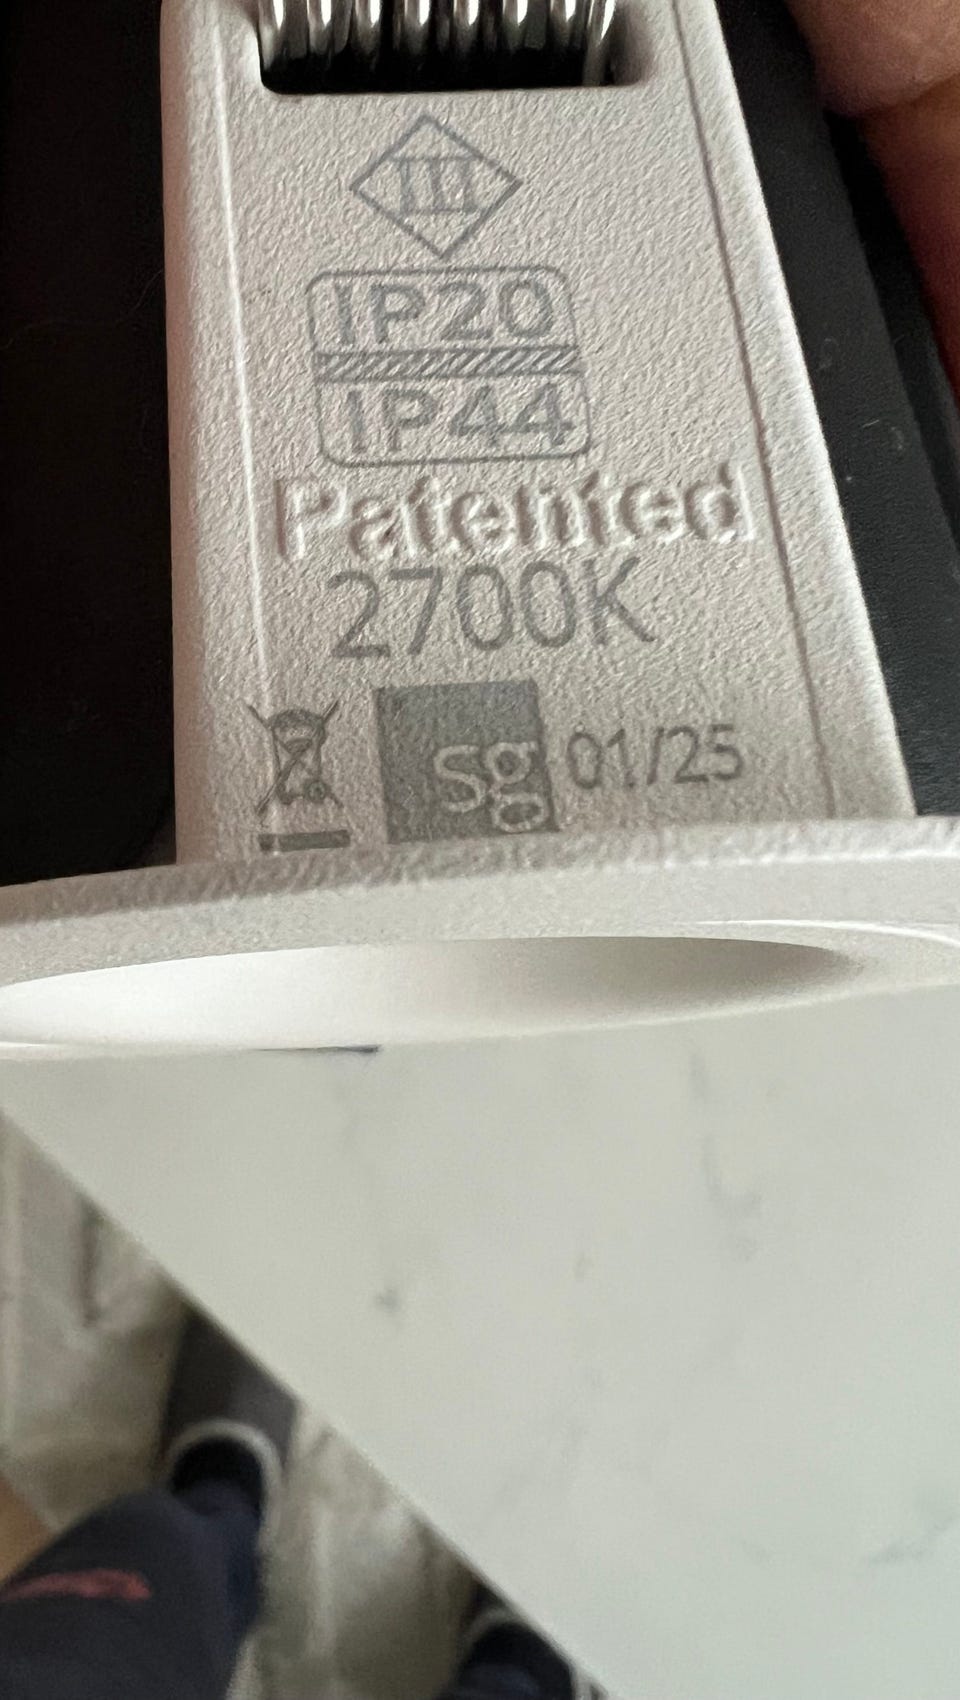 III
IP20
IP44
Patented
2700K
sg 01/25